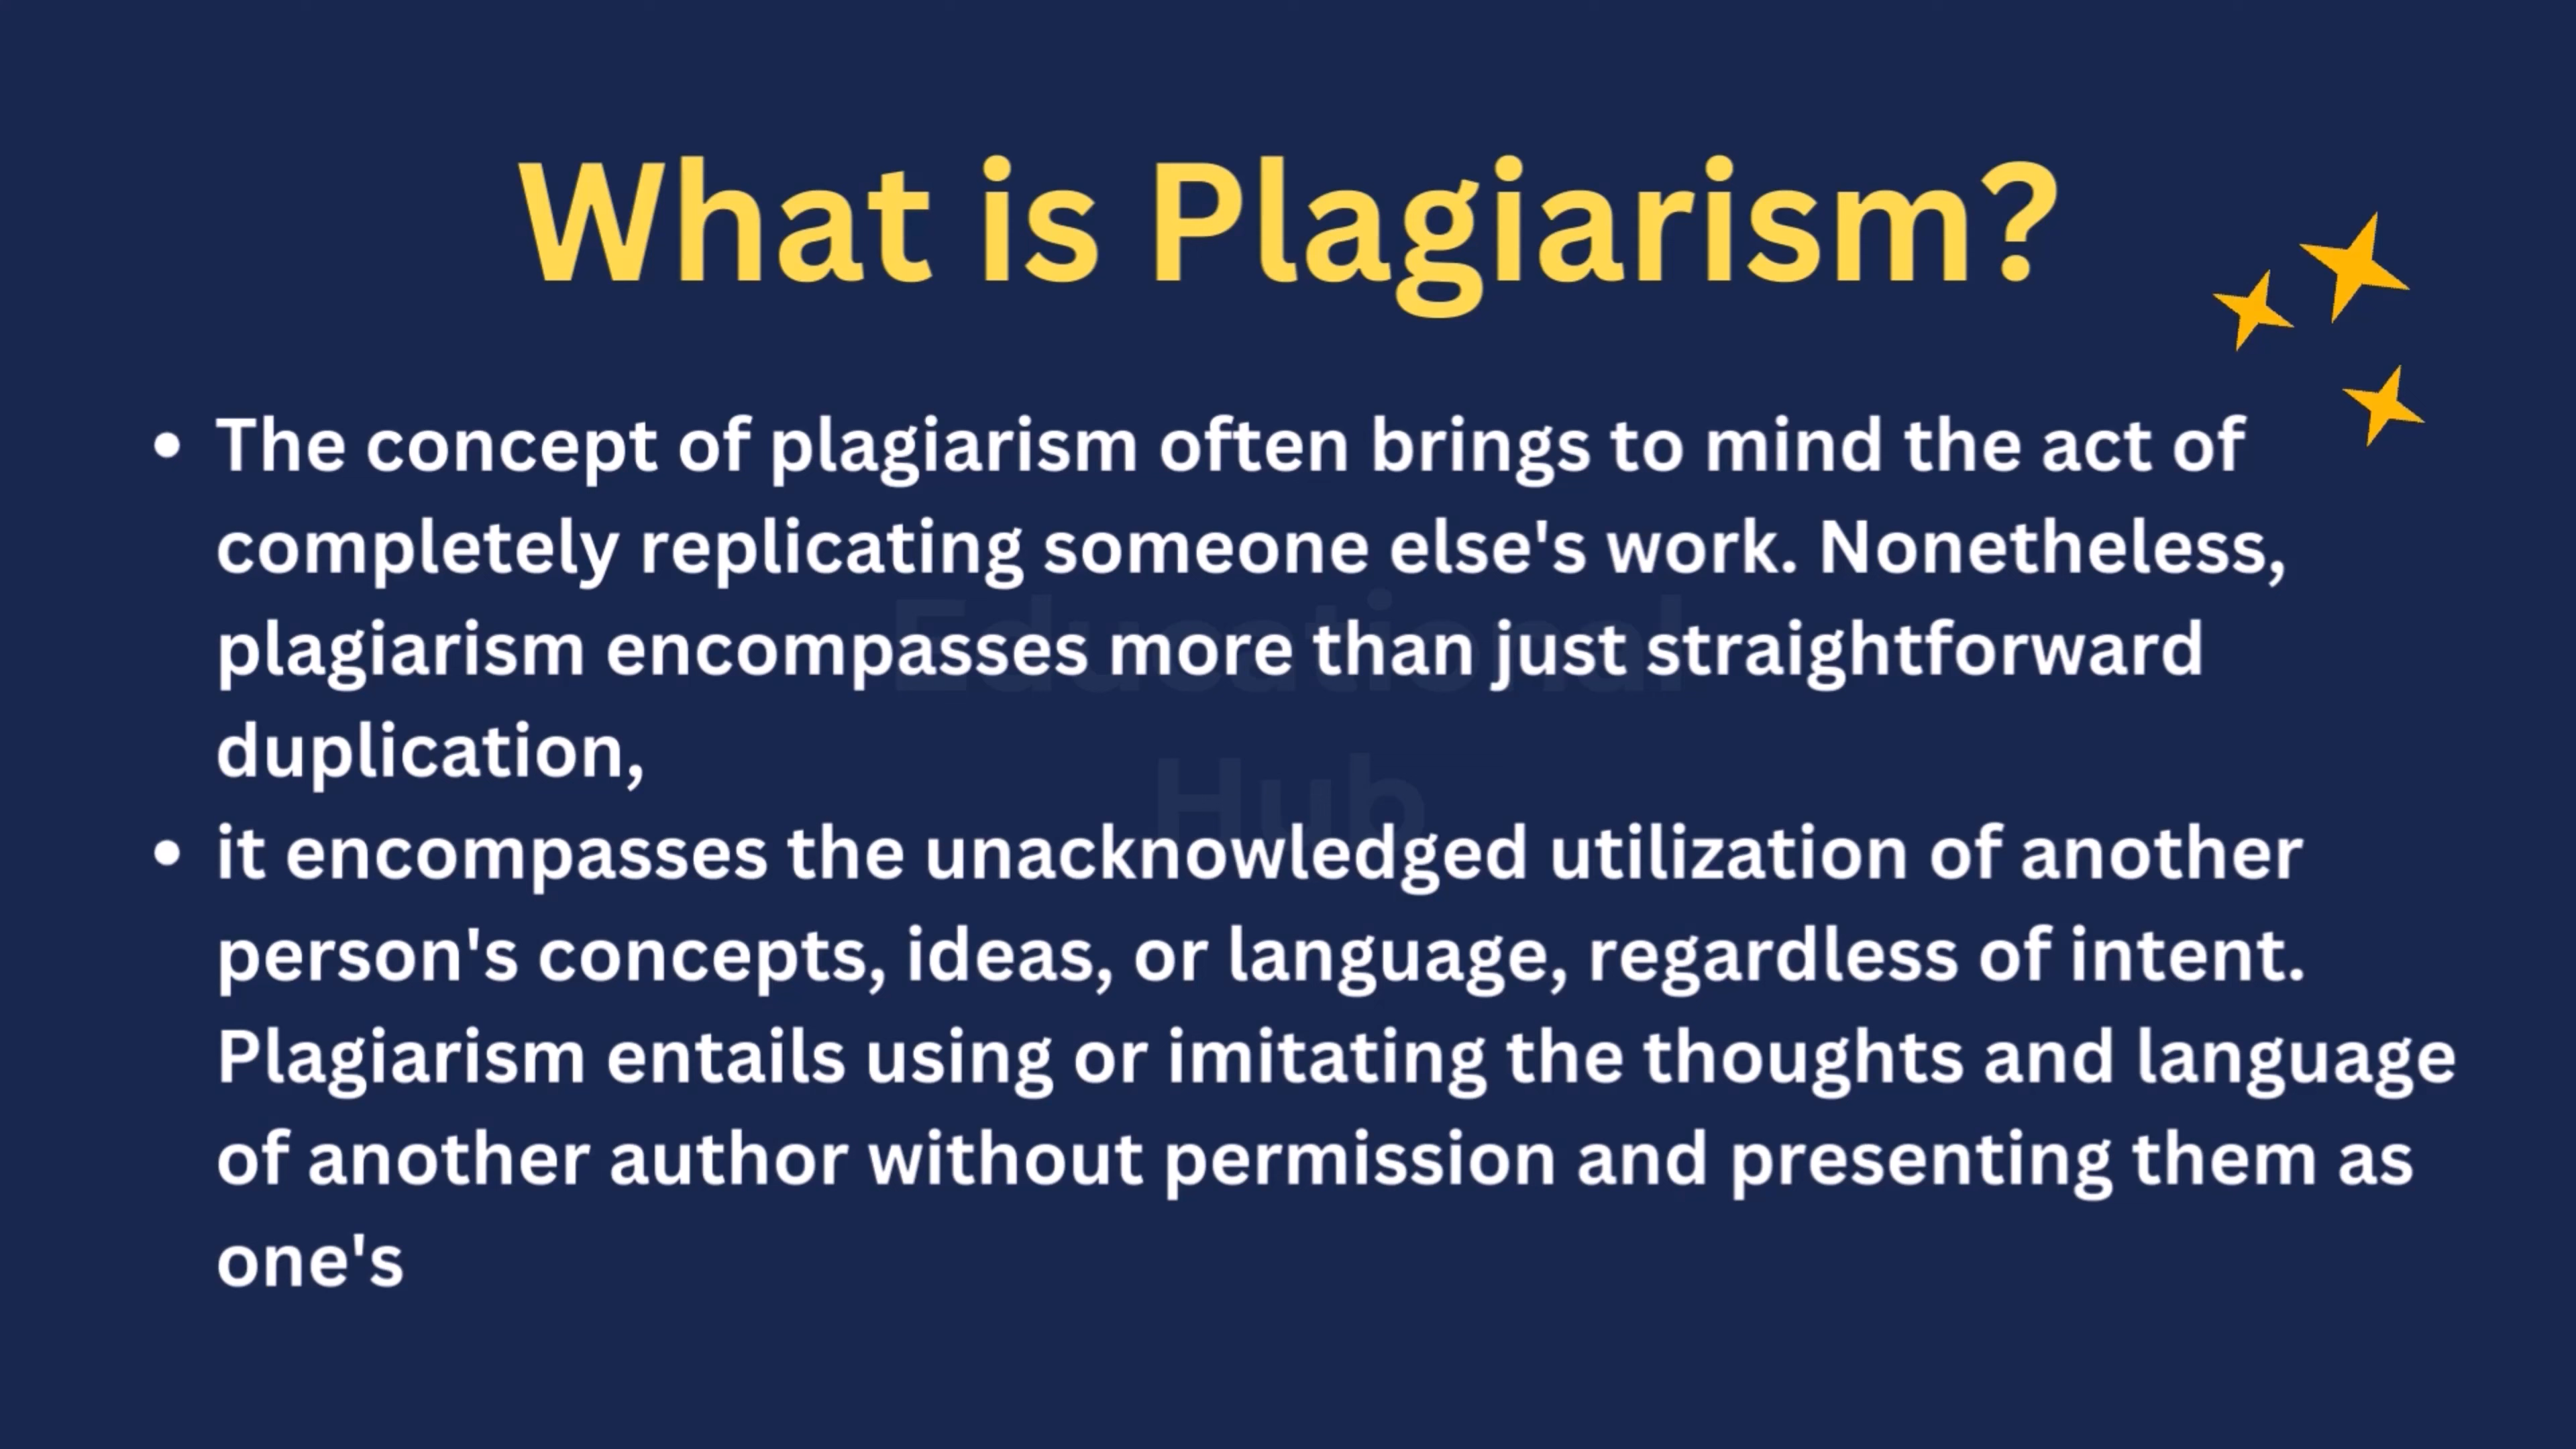 What is Plagiarism?
• The concept of plagiarism often brings to mind the act of
completely replicating someone else's work. Nonetheless,
plagiarism encompasses more than just straightforward
duplication,
• it encompasses the unacknowledged utilization of another
person's concepts, ideas, or language, regardless of intent.
Plagiarism entails using or imitating the thoughts and language
of another author without permission and presenting them as
one's
Educational
Hub